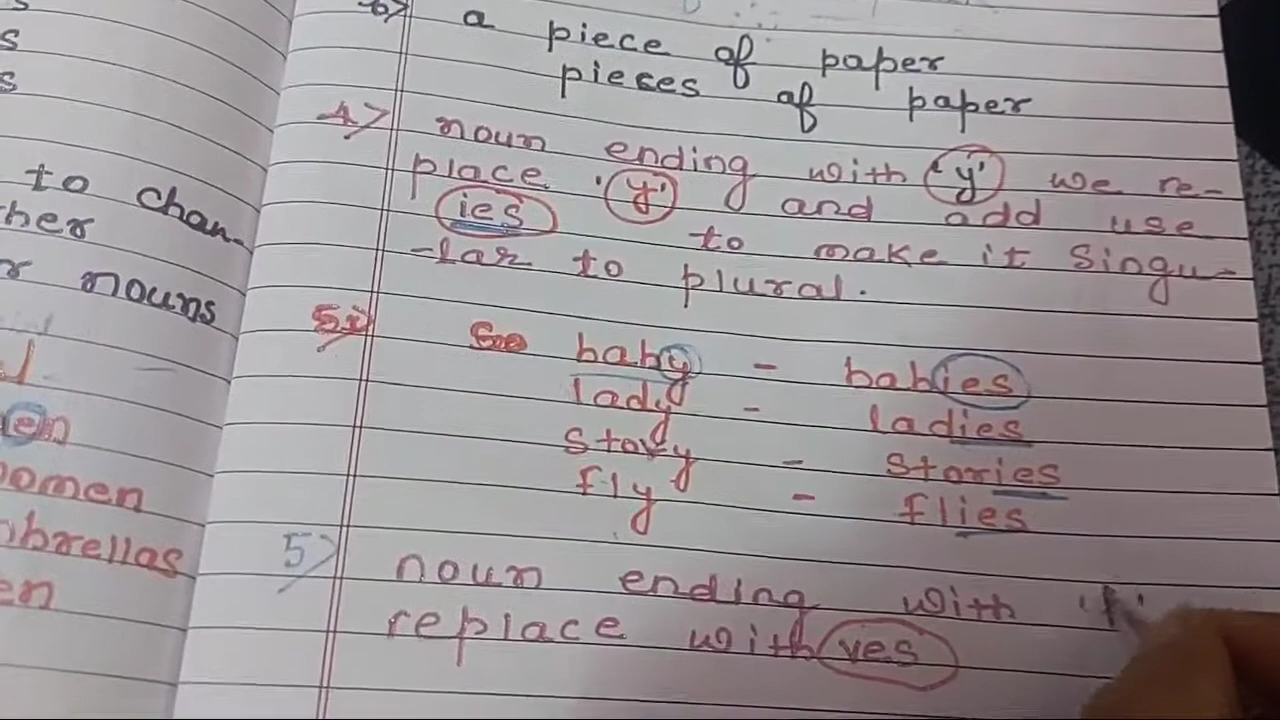 s
s
s
to chan-
her
r nouns
en
omen
brellas
en
6>
a piece of paper
pieces of paper
4> noun ending with 'y' we re-
place 'y' and add use
ies to make it Singu-
-lar to plural.
baby - babies
lady - ladies
story - stories
fly - flies
5> noun ending with 'f'
replace with ves